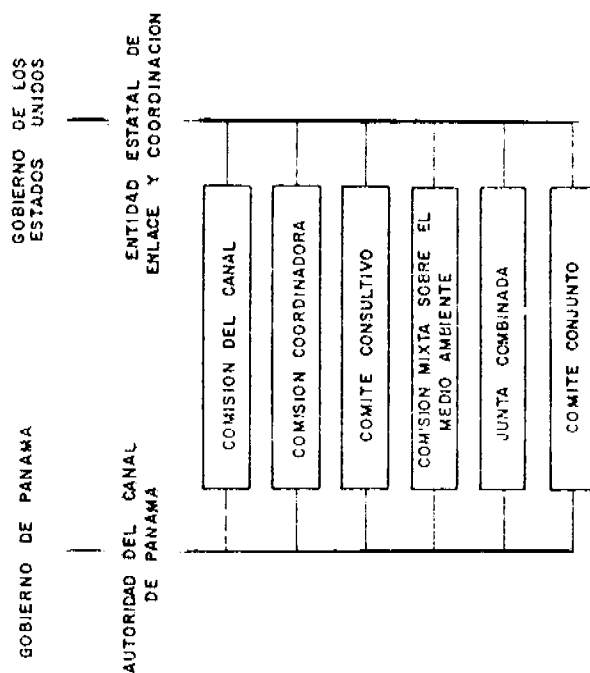 GOBIERNO DE PANAMA
GOBIERNO DE LOS
ESTADOS UNIDOS
AUTORIDAD DEL CANAL
DE PANAMA
ENTIDAD ESTATAL DE
ENLACE Y COORDINACION
COMISION DEL CANAL
COMISION COORDINADORA
COMITE CONSULTIVO
COMISION MIXTA SOBRE EL
MEDIO AMBIENTE
JUNTA COMBINADA
COMITE CONJUNTO